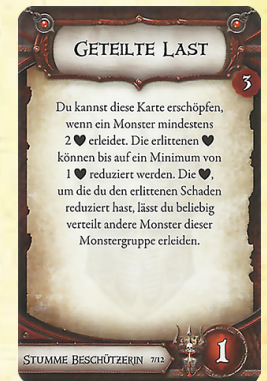 GETEILTE LAST
3
Du kannst diese Karte erschöpfen,
wenn ein Monster mindestens
2 ♥ erleidet. Die erlittenen ♥
können bis auf ein Minimum von
1 ♥ reduziert werden. Die ♥,
um die du den erlittenen Schaden
reduziert hast, lässt du beliebig
verteilt andere Monster dieser
Monstergruppe erleiden.
STUMME BESCHÜTZERIN 7/12
1